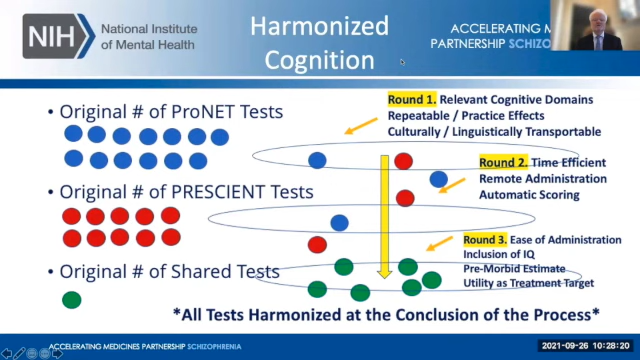 NIH
National Institute
of Mental Health
Harmonized
Cognition
ACCELERATING
PARTNERSHIP SCHIZO
• Original # of ProNET Tests
Round 1. Relevant Cognitive Domains
Repeatable / Practice Effects
Culturally / Linguistically Transportable
Round 2. Time Efficient
Remote Administration
Automatic Scoring
• Original # of PRESCIENT Tests
Round 3. Ease of Administration
Inclusion of IQ
Pre-Morbid Estimate
Utility as Treatment Target
• Original # of Shared Tests
*All Tests Harmonized at the Conclusion of the Process*
ACCELERATING MEDICINES PARTNERSHIP SCHIZOPHRENIA
2021-09-26 10:28:20